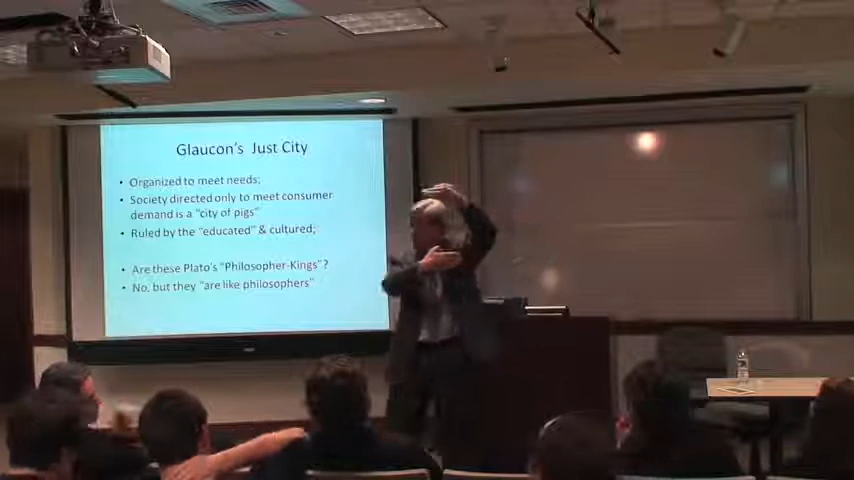 Glaucon's Just City
• Organized to meet needs;
• Society directed only to meet consumer
demand is a "city of pigs"
• Ruled by the "educated" & cultured;
• Are these Plato's "Philosopher-Kings"?
• No, but they "are like philosophers"